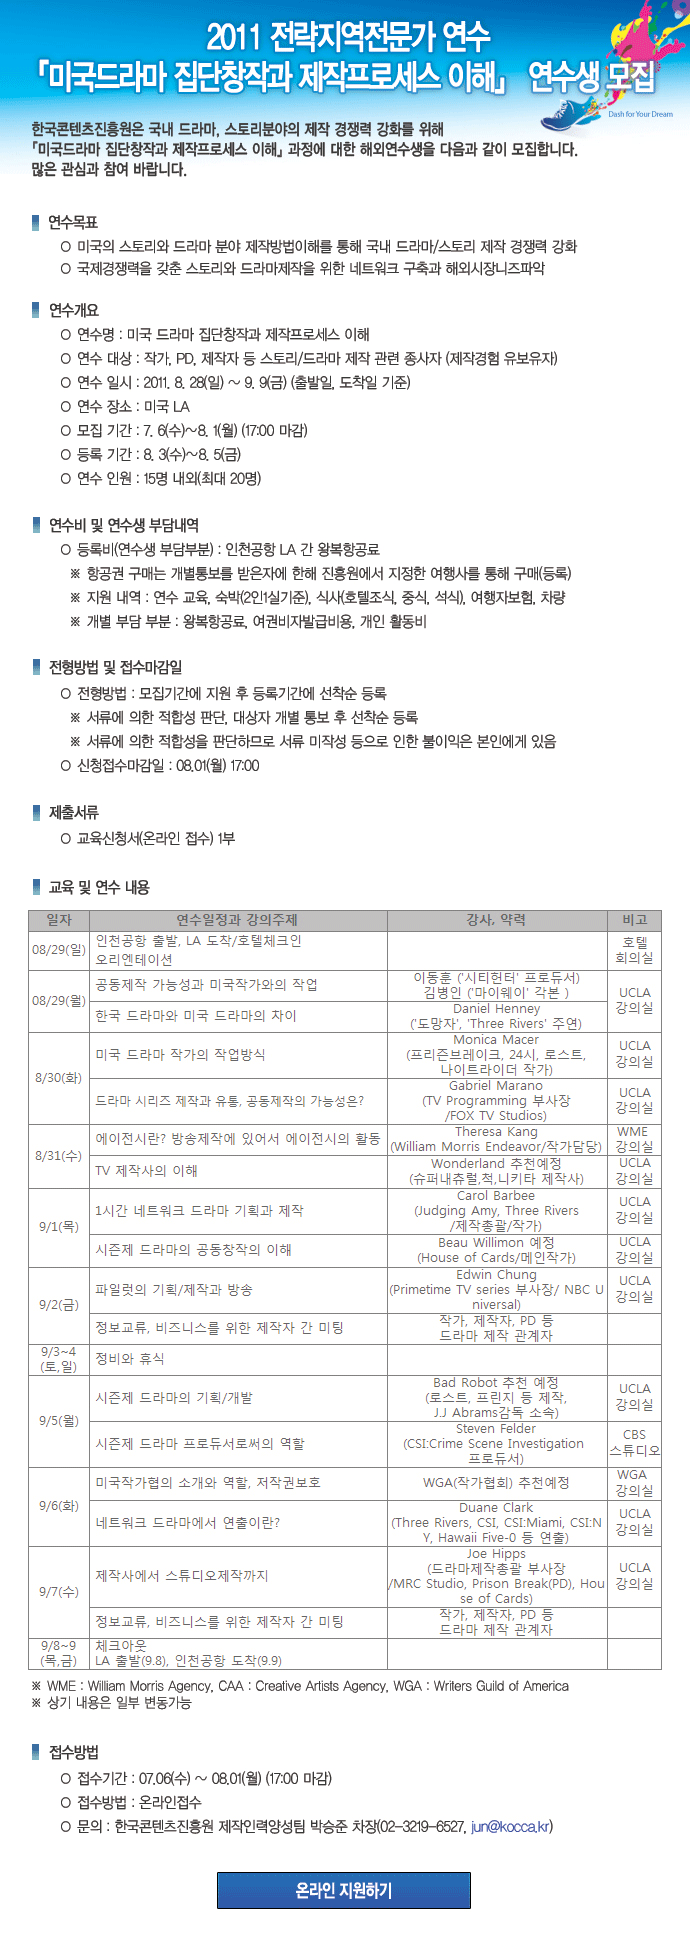 2011 전략지역전문가 연수
「미국드라마 집단창작과 제작프로세스 이해」 연수생 모집
Dash for Your Dream
한국콘텐츠진흥원은 국내 드라마, 스토리분야의 제작 경쟁력 강화를 위해
「미국드라마 집단창작과 제작프로세스 이해」 과정에 대한 해외연수생을 다음과 같이 모집합니다.
많은 관심과 참여 바랍니다.
연수목표
○ 미국의 스토리와 드라마 분야 제작방법이해를 통해 국내 드라마/스토리 제작 경쟁력 강화
○ 국제경쟁력을 갖춘 스토리와 드라마제작을 위한 네트워크 구축과 해외시장니즈파악
연수개요
○ 연수명 : 미국 드라마 집단창작과 제작프로세스 이해
○ 연수 대상 : 작가, PD, 제작자 등 스토리/드라마 제작 관련 종사자 (제작경험 유보유자)
○ 연수 일시 : 2011. 8. 28(일) ~ 9. 9(금) (출발일, 도착일 기준)
○ 연수 장소 : 미국 LA
○ 모집 기간 : 7. 6(수)~8. 1(월) (17:00 마감)
○ 등록 기간 : 8. 3(수)~8. 5(금)
○ 연수 인원 : 15명 내외(최대 20명)
연수비 및 연수생 부담내역
○ 등록비(연수생 부담부분) : 인천공항 LA 간 왕복항공료
※ 항공권 구매는 개별통보를 받은자에 한해 진흥원에서 지정한 여행사를 통해 구매(등록)
※ 지원 내역 : 연수 교육, 숙박(2인1실기준), 식사(호텔조식, 중식, 석식), 여행자보험, 차량
※ 개별 부담 부분 : 왕복항공료, 여권비자발급비용, 개인 활동비
전형방법 및 접수마감일
○ 전형방법 : 모집기간에 지원 후 등록기간에 선착순 등록
※ 서류에 의한 적합성 판단, 대상자 개별 통보 후 선착순 등록
※ 서류에 의한 적합성을 판단하므로 서류 미작성 등으로 인한 불이익은 본인에게 있음
○ 신청접수마감일 : 08.01(월) 17:00
제출서류
○ 교육신청서(온라인 접수) 1부
교육 및 연수 내용
일자 연수일정과 강의주제 강사, 약력 비고
08/29(일) 인천공항 출발, LA 도착/호텔체크인
오리엔테이션
호텔
회의실
08/29(월) 공동제작 가능성과 미국작가와의 작업
이동훈 ('시티헌터' 프로듀서)
김병인 ('마이웨이' 각본 )
UCLA
강의실
한국 드라마와 미국 드라마의 차이
Daniel Henney
('도망자', 'Three Rivers' 주연)
8/30(화) 미국 드라마 작가의 작업방식
Monica Macer
(프리즌브레이크, 24시, 로스트,
나이트라이더 작가)
UCLA
강의실
드라마 시리즈 제작과 유통, 공동제작의 가능성은?
Gabriel Marano
(TV Programming 부사장
/FOX TV Studios)
UCLA
강의실
8/31(수) 에이전시란? 방송제작에 있어서 에이전시의 활동
Theresa Kang
(William Morris Endeavor/작가담당)
WME
강의실
TV 제작사의 이해
Wonderland 추천예정
(슈퍼내츄럴,척,니키타 제작사)
UCLA
강의실
9/1(목) 1시간 네트워크 드라마 기획과 제작
Carol Barbee
(Judging Amy, Three Rivers
/제작총괄/작가)
UCLA
강의실
시즌제 드라마의 공동창작의 이해
Beau Willimon 예정
(House of Cards/메인작가)
UCLA
강의실
9/2(금) 파일럿의 기획/제작과 방송
Edwin Chung
(Primetime TV series 부사장/ NBC U
niversal)
UCLA
강의실
정보교류, 비즈니스를 위한 제작자 간 미팅
작가, 제작자, PD 등
드라마 제작 관계자
9/3~4
(토,일)
정비와 휴식
9/5(월) 시즌제 드라마의 기획/개발
Bad Robot 추천 예정
(로스트, 프린지 등 제작,
J.J Abrams감독 소속)
UCLA
강의실
시즌제 드라마 프로듀서로써의 역할
Steven Felder
(CSI:Crime Scene Investigation
프로듀서)
CBS
스튜디오
9/6(화) 미국작가협의 소개와 역할, 저작권보호
WGA(작가협회) 추천예정
WGA
강의실
네트워크 드라마에서 연출이란?
Duane Clark
(Three Rivers, CSI, CSI:Miami, CSI:N
Y, Hawaii Five-0 등 연출)
UCLA
강의실
9/7(수) 제작사에서 스튜디오제작까지
Joe Hipps
(드라마제작총괄 부사장
/MRC Studio, Prison Break(PD), Hou
se of Cards)
UCLA
강의실
정보교류, 비즈니스를 위한 제작자 간 미팅
작가, 제작자, PD 등
드라마 제작 관계자
9/8~9
(목,금)
체크아웃
LA 출발(9.8), 인천공항 도착(9.9)
※ WME : William Morris Agency, CAA : Creative Artists Agency, WGA : Writers Guild of America
※ 상기 내용은 일부 변동가능
접수방법
○ 접수기간 : 07.06(수) ~ 08.01(월) (17:00 마감)
○ 접수방법 : 온라인접수
○ 문의 : 한국콘텐츠진흥원 제작인력양성팀 박승준 차장(02-3219-6527, jun@kocca.kr)
온라인 지원하기